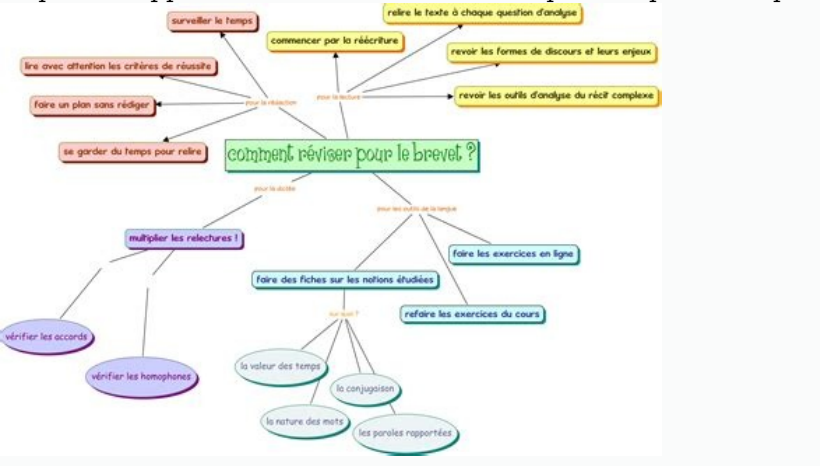 relire le texte à chaque question d'analyse
surveiller le temps
commencer par la réécriture
revoir les formes de discours et leurs enjeux
lire avec attention les critères de réussite
revoir les outils d'analyse du récit complexe
faire un plan sans rédiger
pour la rédaction
pour la lecture
se garder du temps pour relire
comment réviser pour le brevet ?
pour la dictée
pour les outils de la langue
multiplier les relectures !
faire les exercices en ligne
faire des fiches sur les notions étudiées
refaire les exercices du cours
sur quoi ?
vérifier les accords
vérifier les homophones
la valeur des temps
la conjugaison
la nature des mots
les paroles rapportées